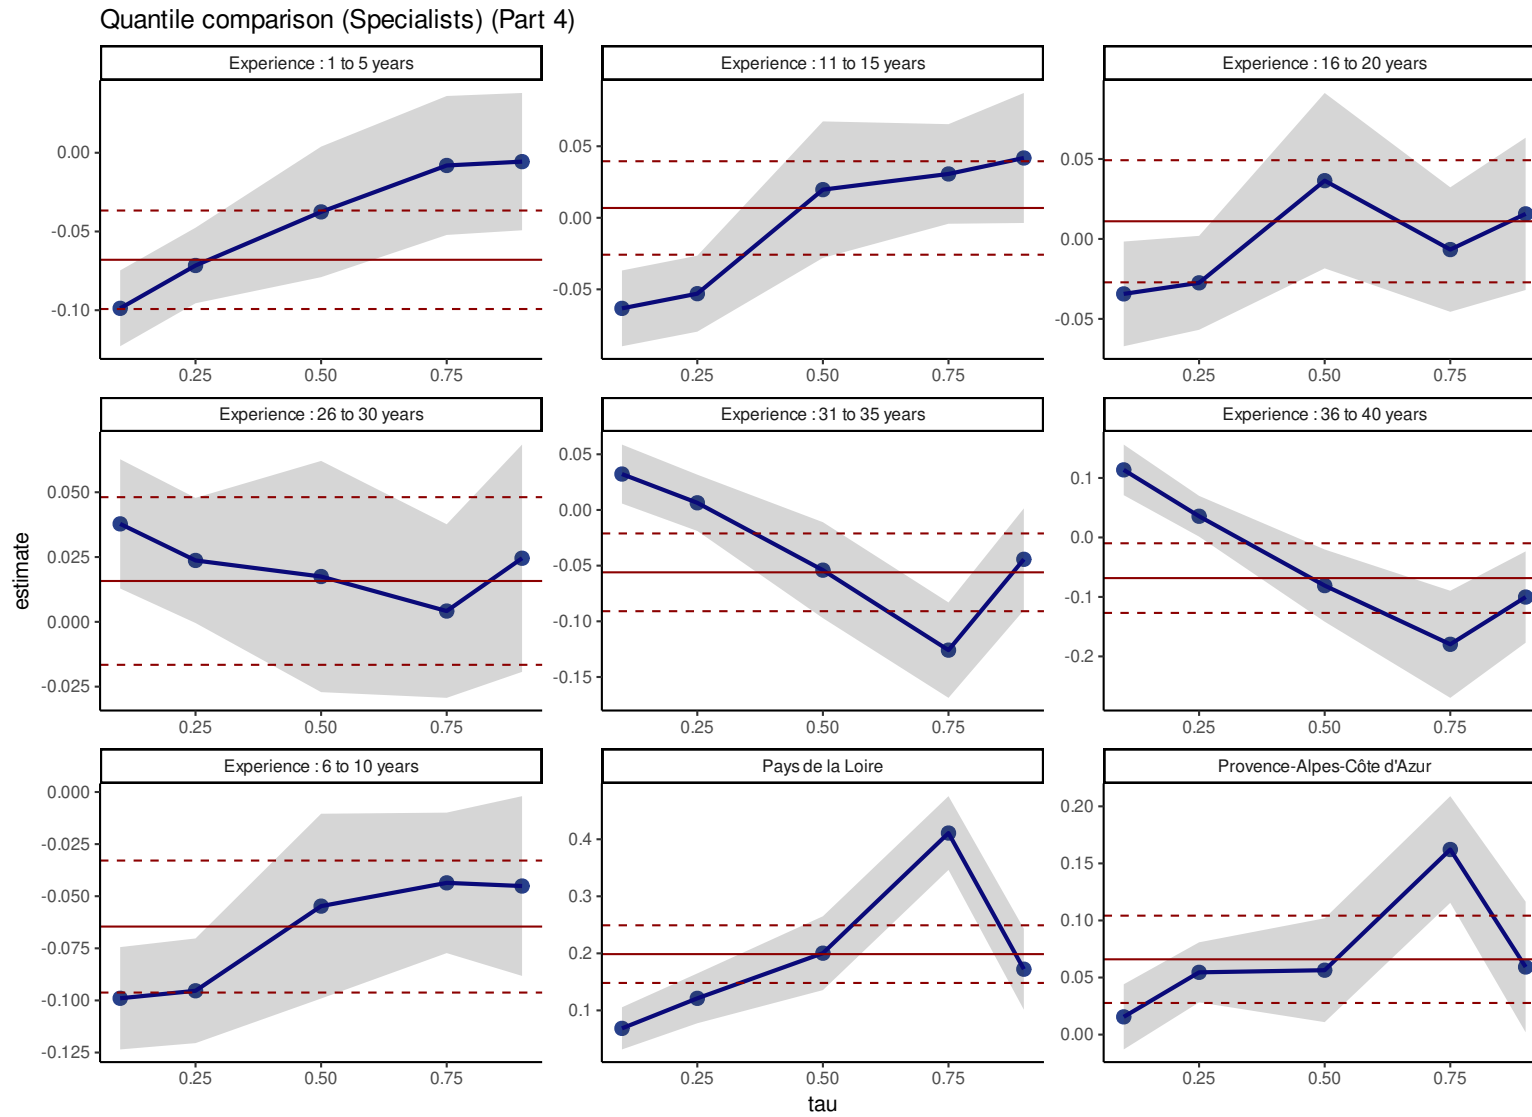 Quantile comparison (Specialists) (Part 4)
Experience : 1 to 5 years
Experience : 11 to 15 years
Experience : 16 to 20 years
0.00
-0.05
-0.10
0.05
0.00
-0.05
0.05
0.00
-0.05
0.25 0.50 0.75
0.25 0.50 0.75
0.25 0.50 0.75
Experience : 26 to 30 years
Experience : 31 to 35 years
Experience : 36 to 40 years
0.050
0.025
0.000
-0.025
0.05
0.00
-0.05
-0.10
-0.15
0.1
0.0
-0.1
-0.2
0.25 0.50 0.75
0.25 0.50 0.75
0.25 0.50 0.75
estimate
Experience : 6 to 10 years
Pays de la Loire
Provence-Alpes-Côte d'Azur
0.000
-0.025
-0.050
-0.075
-0.100
-0.125
0.4
0.3
0.2
0.1
0.20
0.15
0.10
0.05
0.00
0.25 0.50 0.75
0.25 0.50 0.75
0.25 0.50 0.75
tau